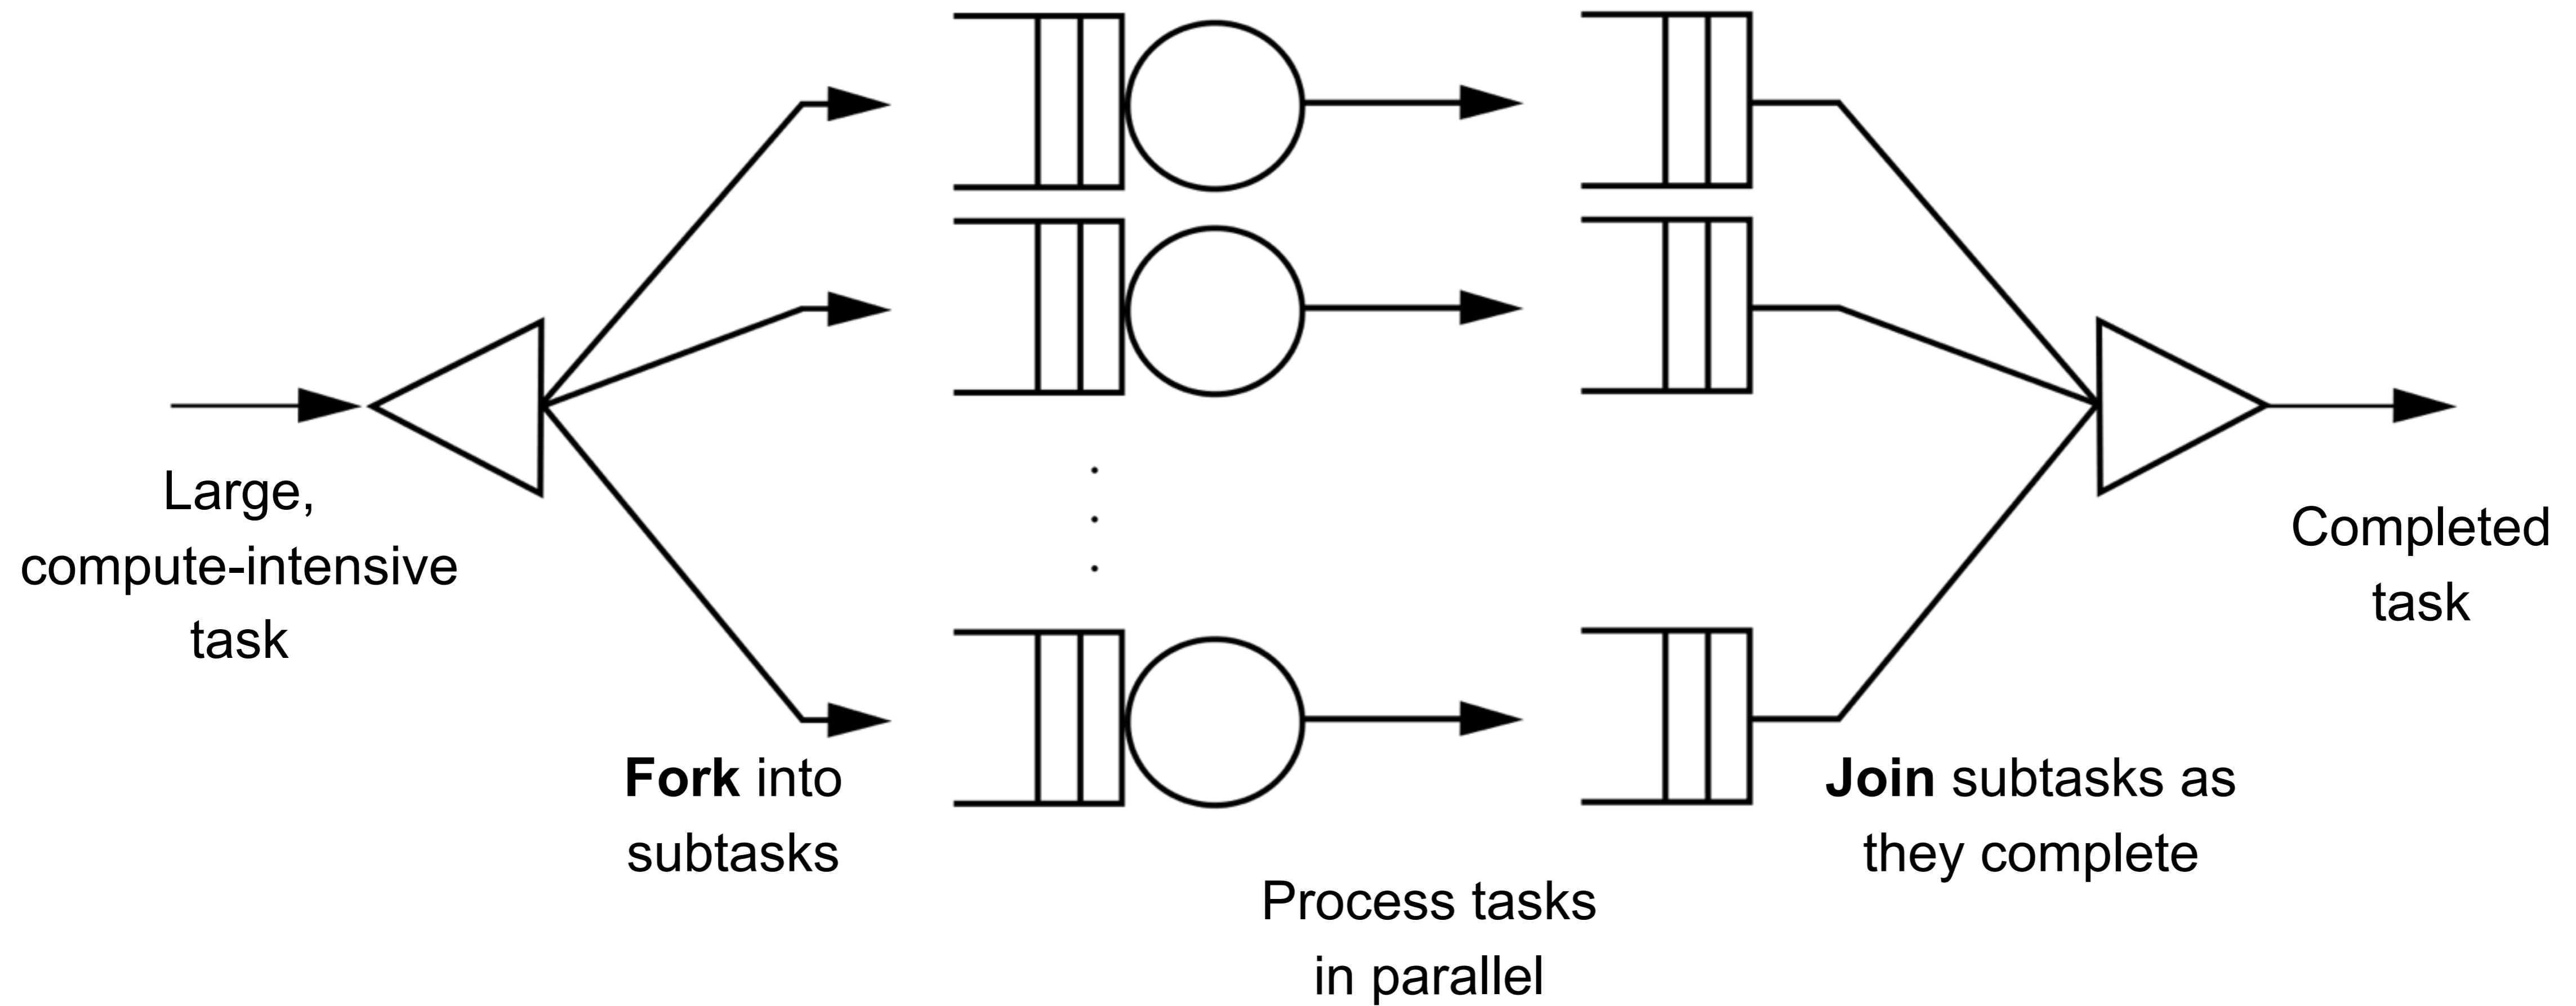 Large,
compute-intensive
task
Fork into
subtasks
Process tasks
in parallel
Join subtasks as
they complete
Completed
task